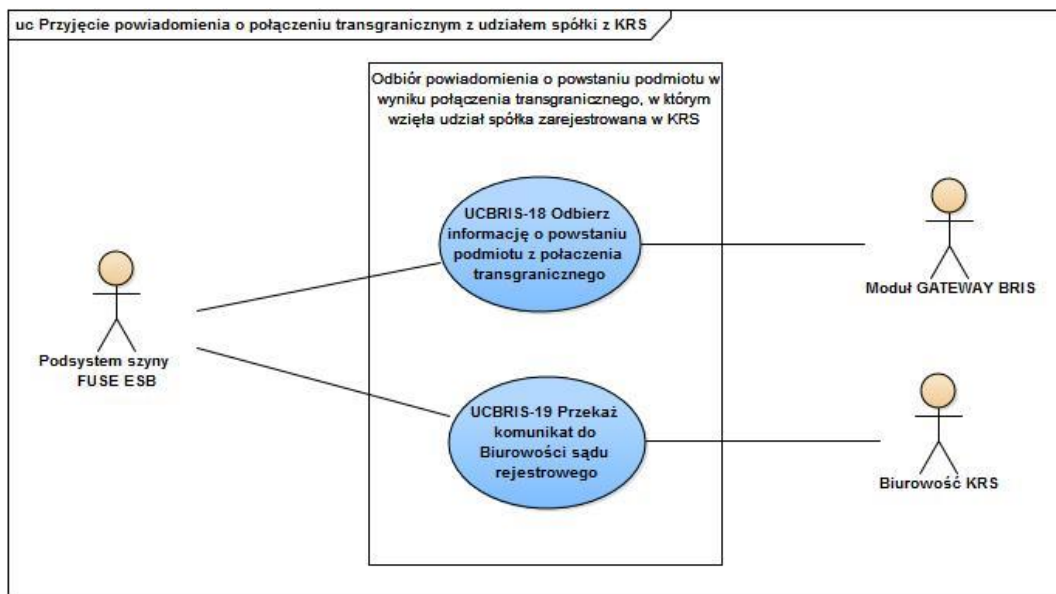 uc Przyjęcie powiadomienia o połączeniu transgranicznym z udziałem spółki z KRS
Odbiór powiadomienia o powstaniu podmiotu w
wyniku połączenia transgranicznego, w którym
wzięła udział spółka zarejestrowana w KRS
UCBRIS-18 Odbierz
informację o powstaniu
podmiotu z połaczenia
transgranicznego
Moduł GATEWAY BRIS
Podsystem szyny
FUSE ESB
UCBRIS-19 Przekaż
komunikat do
Biurowości sądu
rejestrowego
Biurowość KRS